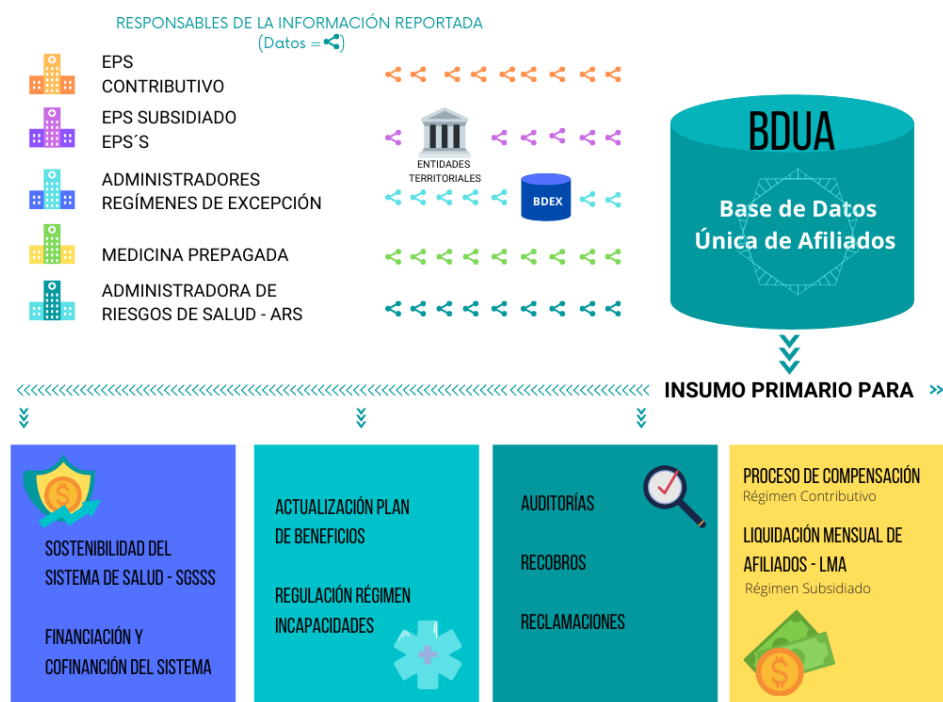 RESPONSABLES DE LA INFORMACIÓN REPORTADA
(Datos = )
EPS
CONTRIBUTIVO
EPS SUBSIDIADO
EPS´S
ENTIDADES
TERRITORIALES
ADMINISTRADORES
REGÍMENES DE EXCEPCIÓN
BDEX
MEDICINA PREPAGADA
ADMINISTRADORA DE
RIESGOS DE SALUD - ARS
BDUA
Base de Datos
Única de Afiliados
INSUMO PRIMARIO PARA
SOSTENIBILIDAD DEL
SISTEMA DE SALUD - SGSSS
FINANCIACIÓN Y
COFINANCIÓN DEL SISTEMA
ACTUALIZACIÓN PLAN
DE BENEFICIOS
REGULACIÓN RÉGIMEN
INCAPACIDADES
AUDITORÍAS
RECOBROS
RECLAMACIONES
PROCESO DE COMPENSACIÓN
Régimen Contributivo
LIQUIDACIÓN MENSUAL DE
AFILIADOS - LMA
Régimen Subsidiado